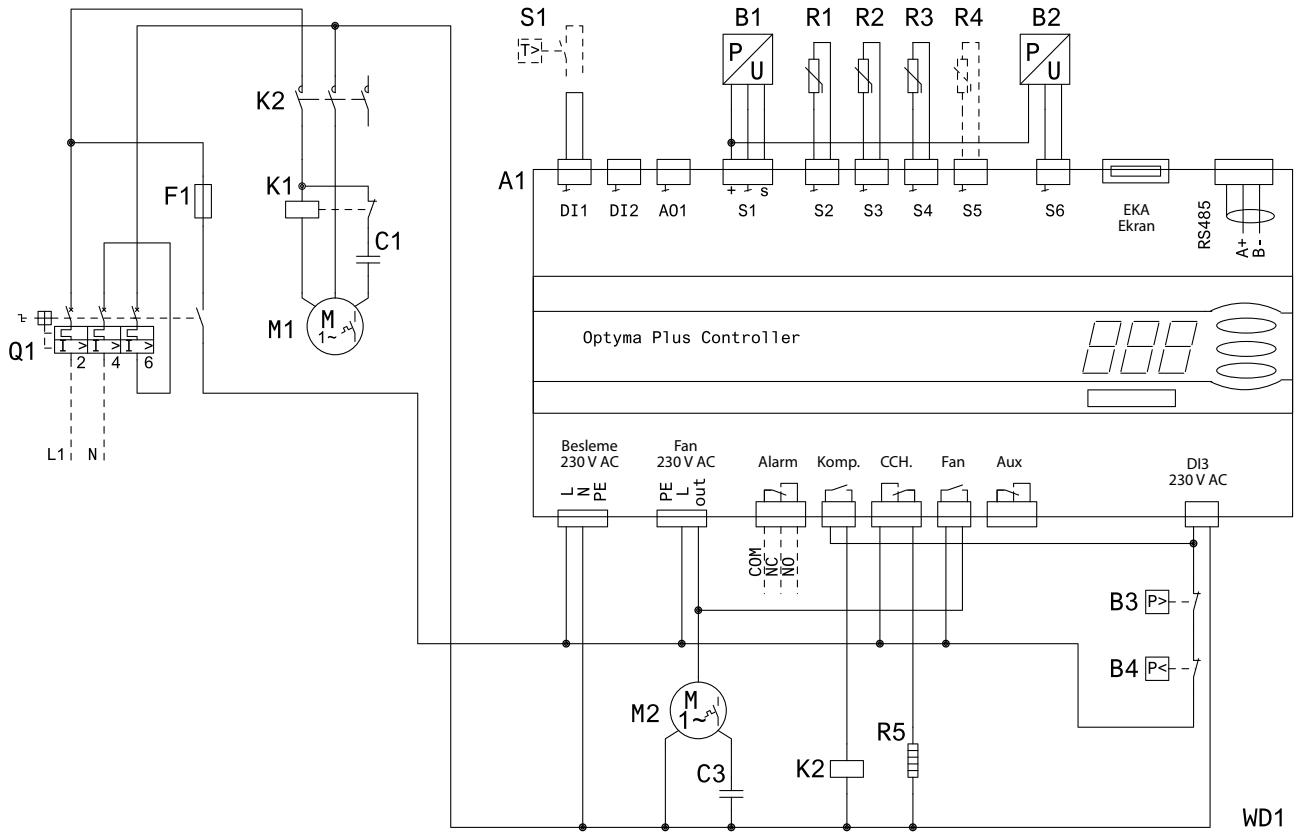 S1
B1
R1
R2
R3
R4
B2
T>
P
U
P
U
K2
A1
K1
F1
C1
+
s
DI1
DI2
AO1
S1
S2
S3
S4
S5
S6
EKA
Ekran
RS485
A+
B-
M
1~
M1
Q1
I >
I >
I >
2
4
6
Optyma Plus Controller
L1
N
Besleme
230 V AC
Fan
230 V AC
Alarm
Komp.
CCH.
Fan
Aux
DI3
230 V AC
L
N
PE
PE
L
out
COM
NC
NO
B3
P>
B4
P<
M2
M
1~
C3
K2
R5
WD1